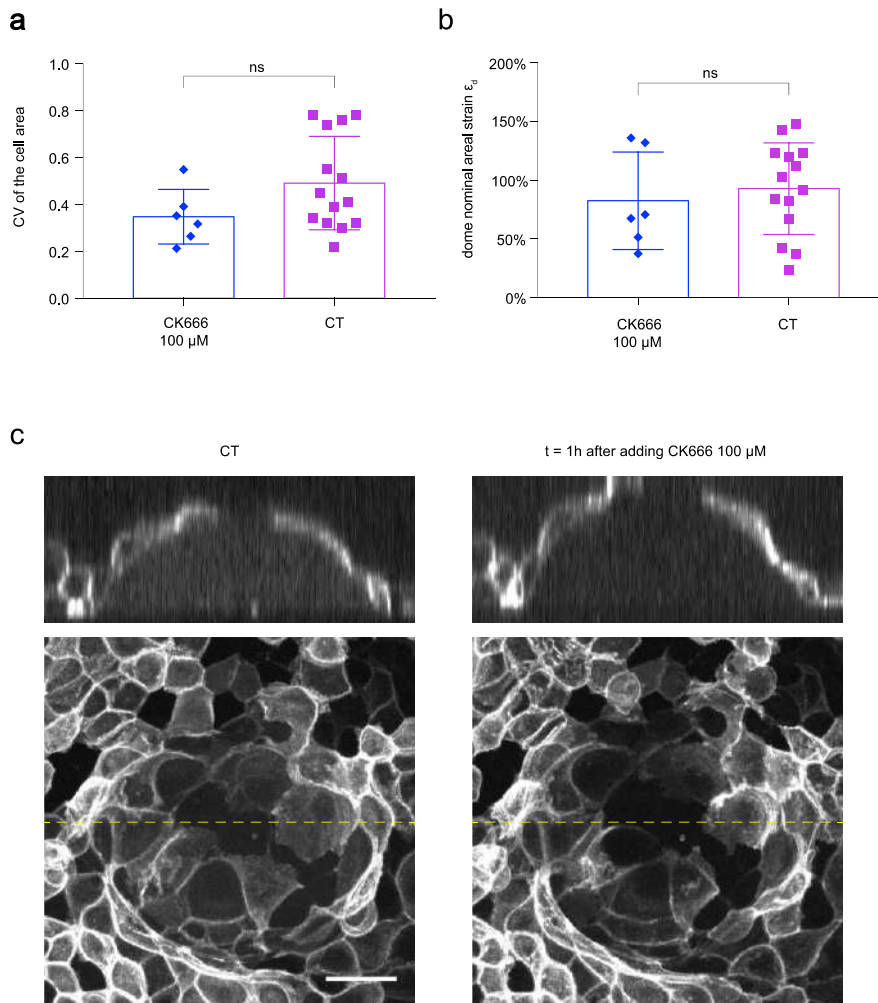 a
CV of the cell area
1.0
0.8
0.6
0.4
0.2
0.0
ns
CK666
100 µM
CT
b
dome nominal areal strain εd
200%
150%
100%
50%
0%
ns
CK666
100 µM
CT
c
CT
t = 1h after adding CK666 100 µM